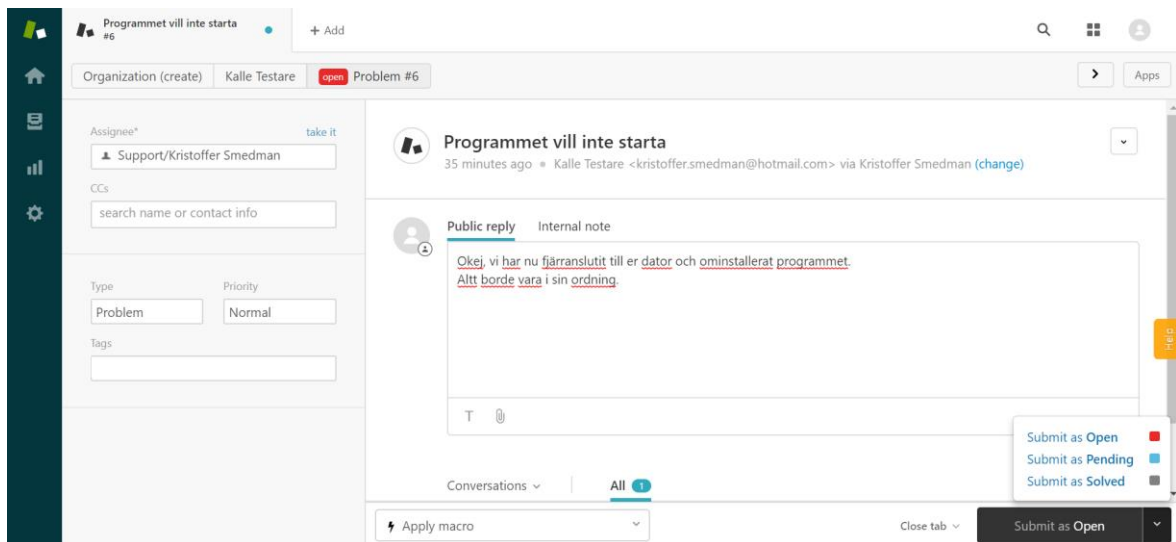 Programmet vill inte starta
#6
+ Add
Organization (create)
Kalle Testare
open Problem #6
Apps
Assignee*
take it
Support/Kristoffer Smedman
CCs
search name or contact info
Type
Priority
Problem
Normal
Tags
Programmet vill inte starta
35 minutes ago • Kalle Testare <kristoffer.smedman@hotmail.com> via Kristoffer Smedman (change)
Public reply
Internal note
Okej, vi har nu fjärranslutit till er dator och ominstallerat programmet.
Altt borde vara i sin ordning.
T
Help
Submit as Open
Submit as Pending
Submit as Solved
Conversations
All 1
Apply macro
Close tab
Submit as Open